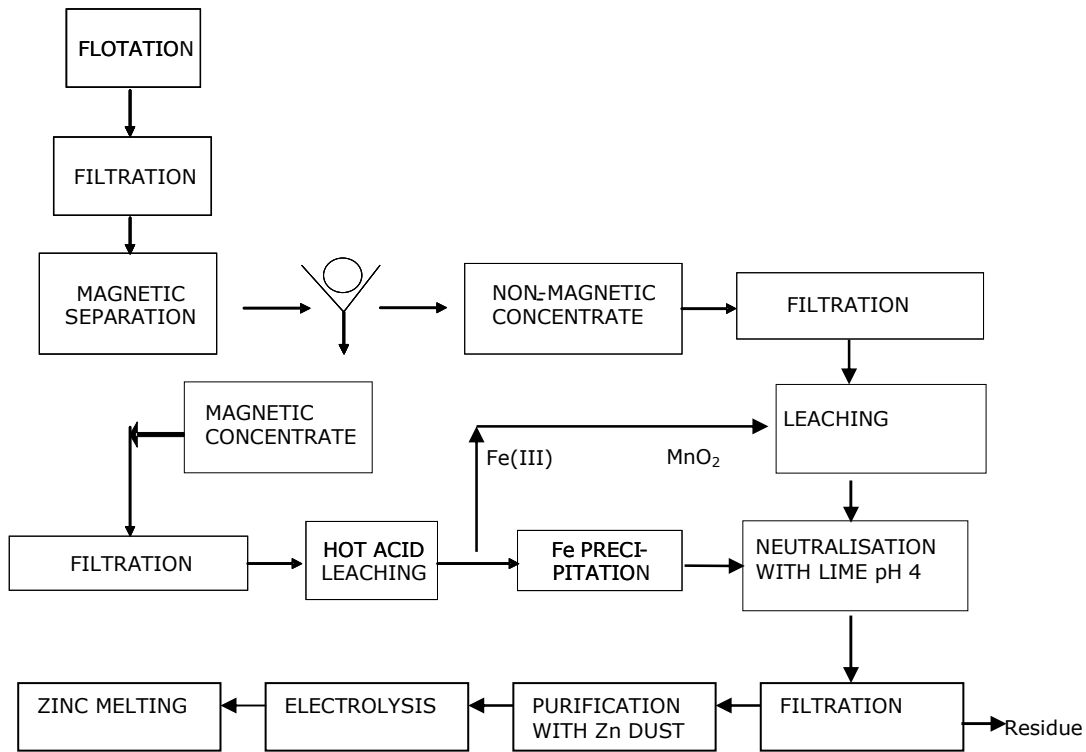 FLOTATION
FILTRATION
MAGNETIC
SEPARATION
NON-MAGNETIC
CONCENTRATE
FILTRATION
MAGNETIC
CONCENTRATE
LEACHING
Fe(III)
MnO₂
FILTRATION
HOT ACID
LEACHING
Fe PRECI-
PITATION
NEUTRALISATION
WITH LIME pH 4
ZINC MELTING
ELECTROLYSIS
PURIFICATION
WITH Zn DUST
FILTRATION
Residue